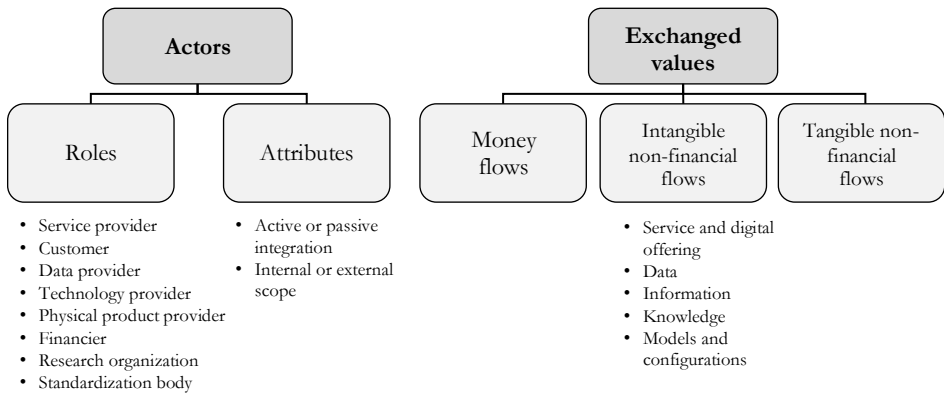 Actors
Roles
Attributes
• Service provider
• Customer
• Data provider
• Technology provider
• Physical product provider
• Financier
• Research organization
• Standardization body
• Active or passive
integration
• Internal or external
scope
Exchanged
values
Money
flows
Intangible
non-financial
flows
Tangible non-
financial
flows
• Service and digital
offering
• Data
• Information
• Knowledge
• Models and
configurations